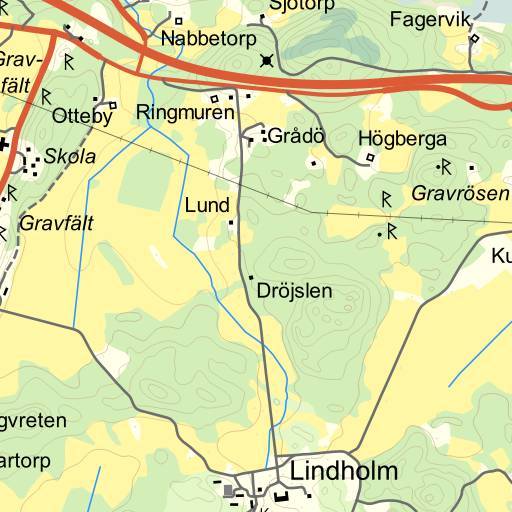 Sjötorp
Fagervik
Nabbetorp
Grav-
fält
Otteby
Ringmuren
Grådö
Högberga
Skola
Gravrösen
Lund
Gravfält
Ku
Dröjslen
gvreten
artorp
Lindholm
K